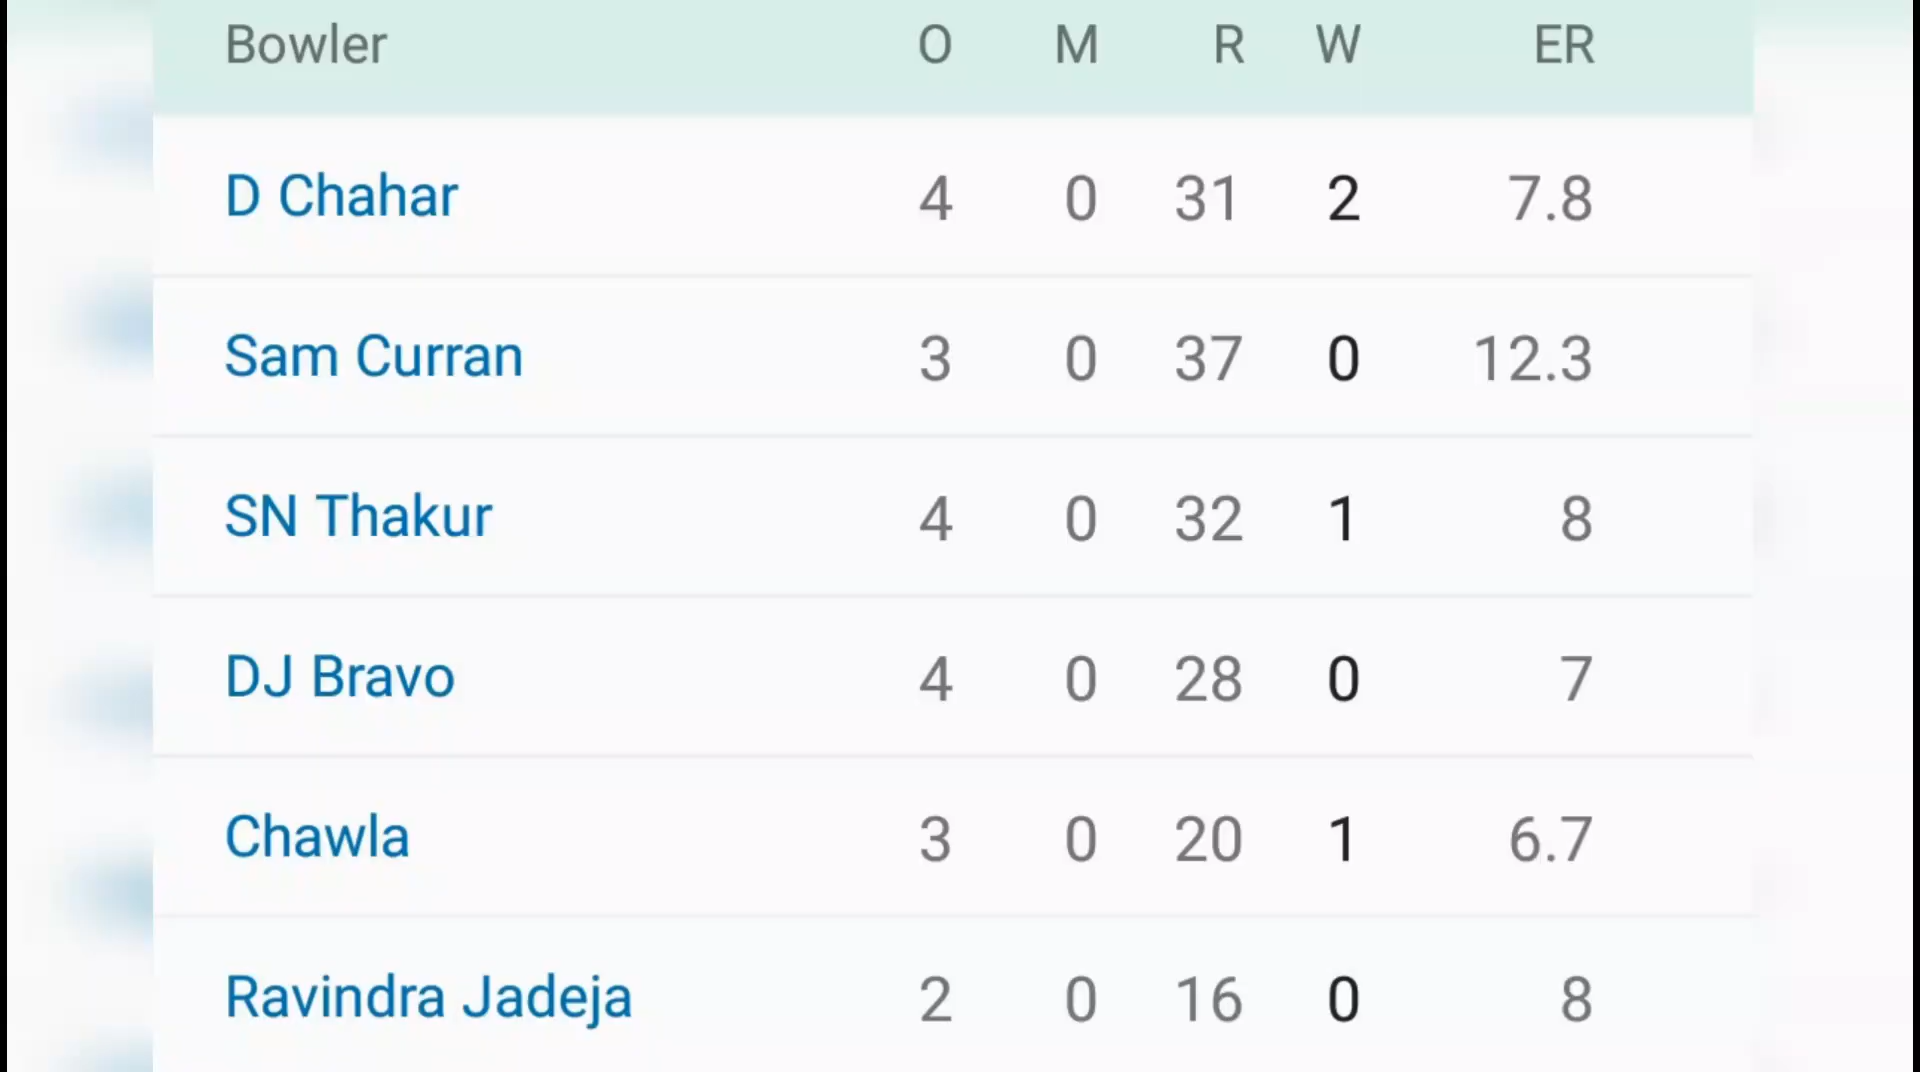 Bowler O M R W ER
D Chahar 4 0 31 2 7.8
Sam Curran 3 0 37 0 12.3
SN Thakur 4 0 32 1 8
DJ Bravo 4 0 28 0 7
Chawla 3 0 20 1 6.7
Ravindra Jadeja 2 0 16 0 8